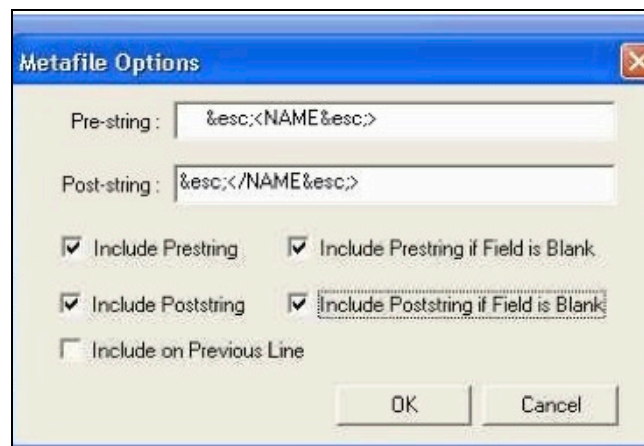 Metafile Options
Pre-string : &esc;<NAME&esc;>
Post-string : &esc;</NAME&esc;>
Include Prestring Include Prestring if Field is Blank
Include Poststring Include Poststring if Field is Blank
Include on Previous Line
OK Cancel